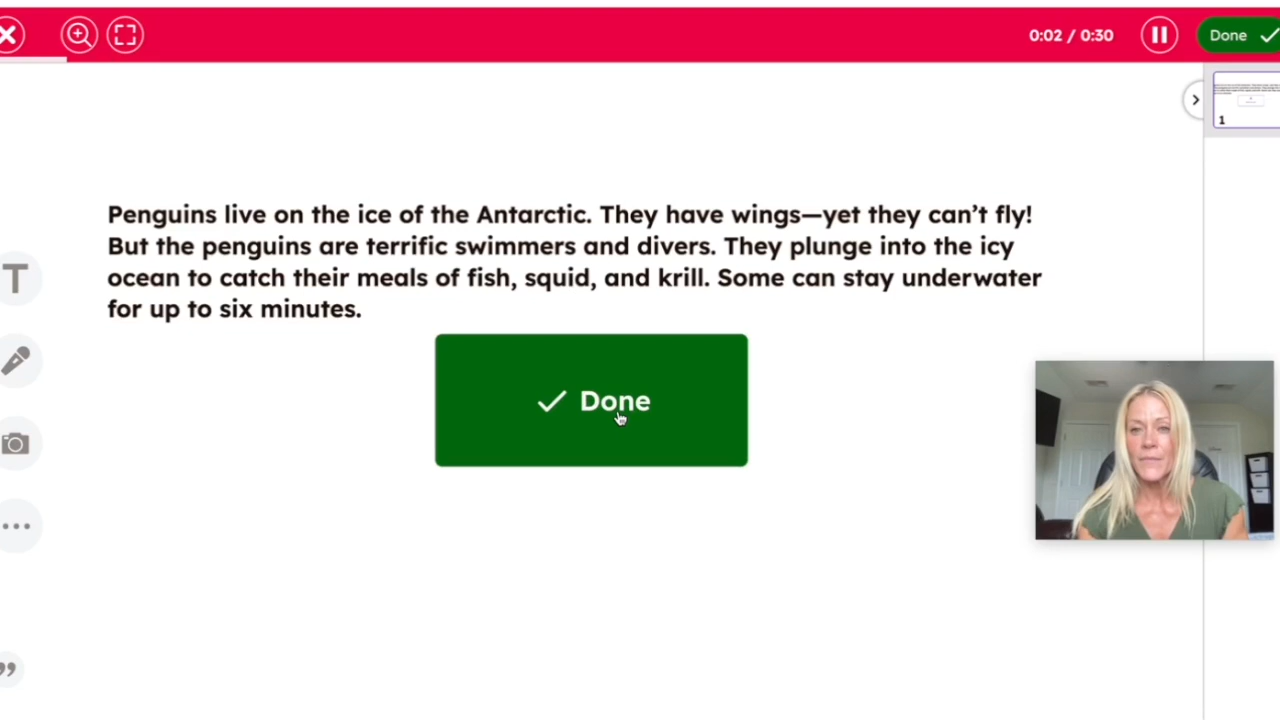 0:02 / 0:30
Done
1
Penguins live on the ice of the Antarctic. They have wings—yet they can’t fly!
But the penguins are terrific swimmers and divers. They plunge into the icy
ocean to catch their meals of fish, squid, and krill. Some can stay underwater
for up to six minutes.
T
Done